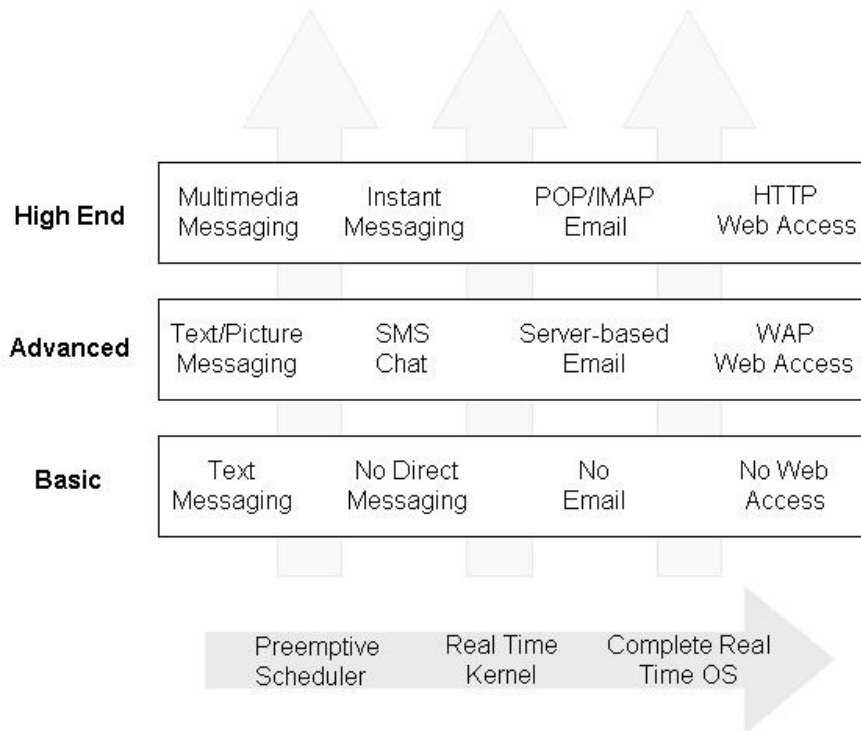 High End
Multimedia
Messaging
Instant
Messaging
POP/IMAP
Email
HTTP
Web Access
Advanced
Text/Picture
Messaging
SMS
Chat
Server-based
Email
WAP
Web Access
Basic
Text
Messaging
No Direct
Messaging
No
Email
No Web
Access
Preemptive
Scheduler
Real Time
Kernel
Complete Real
Time OS